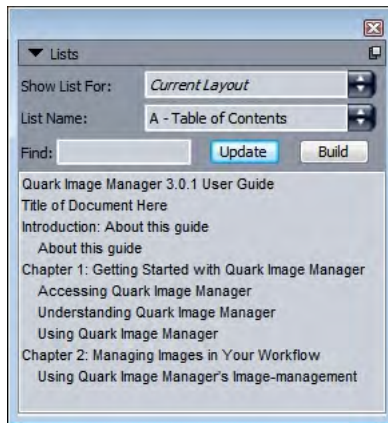 Lists
Show List For: Current Layout
List Name: A - Table of Contents
Find: Update Build
Quark Image Manager 3.0.1 User Guide
Title of Document Here
Introduction: About this guide
About this guide
Chapter 1: Getting Started with Quark Image Manager
Accessing Quark Image Manager
Understanding Quark Image Manager
Using Quark Image Manager
Chapter 2: Managing Images in Your Workflow
Using Quark Image Manager's Image-management